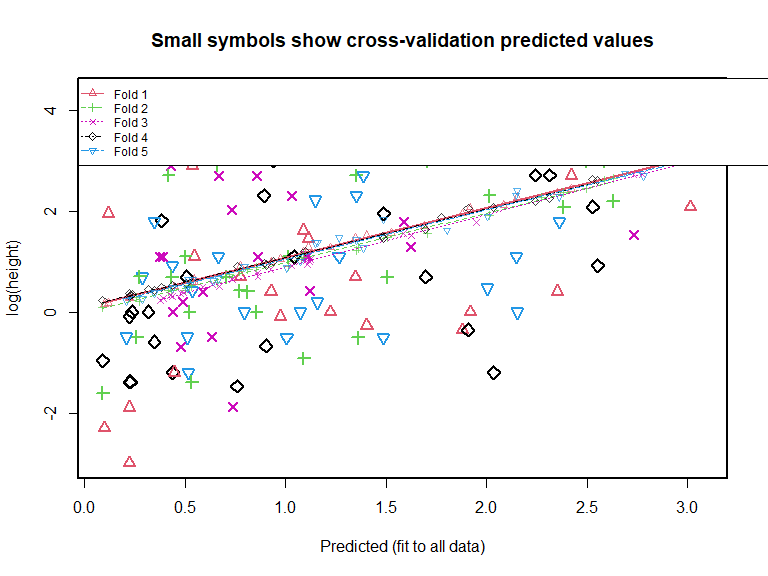 Small symbols show cross-validation predicted values
Fold 1
Fold 2
Fold 3
Fold 4
Fold 5
log(height)
4
2
0
-2
0.0 0.5 1.0 1.5 2.0 2.5 3.0
Predicted (fit to all data)